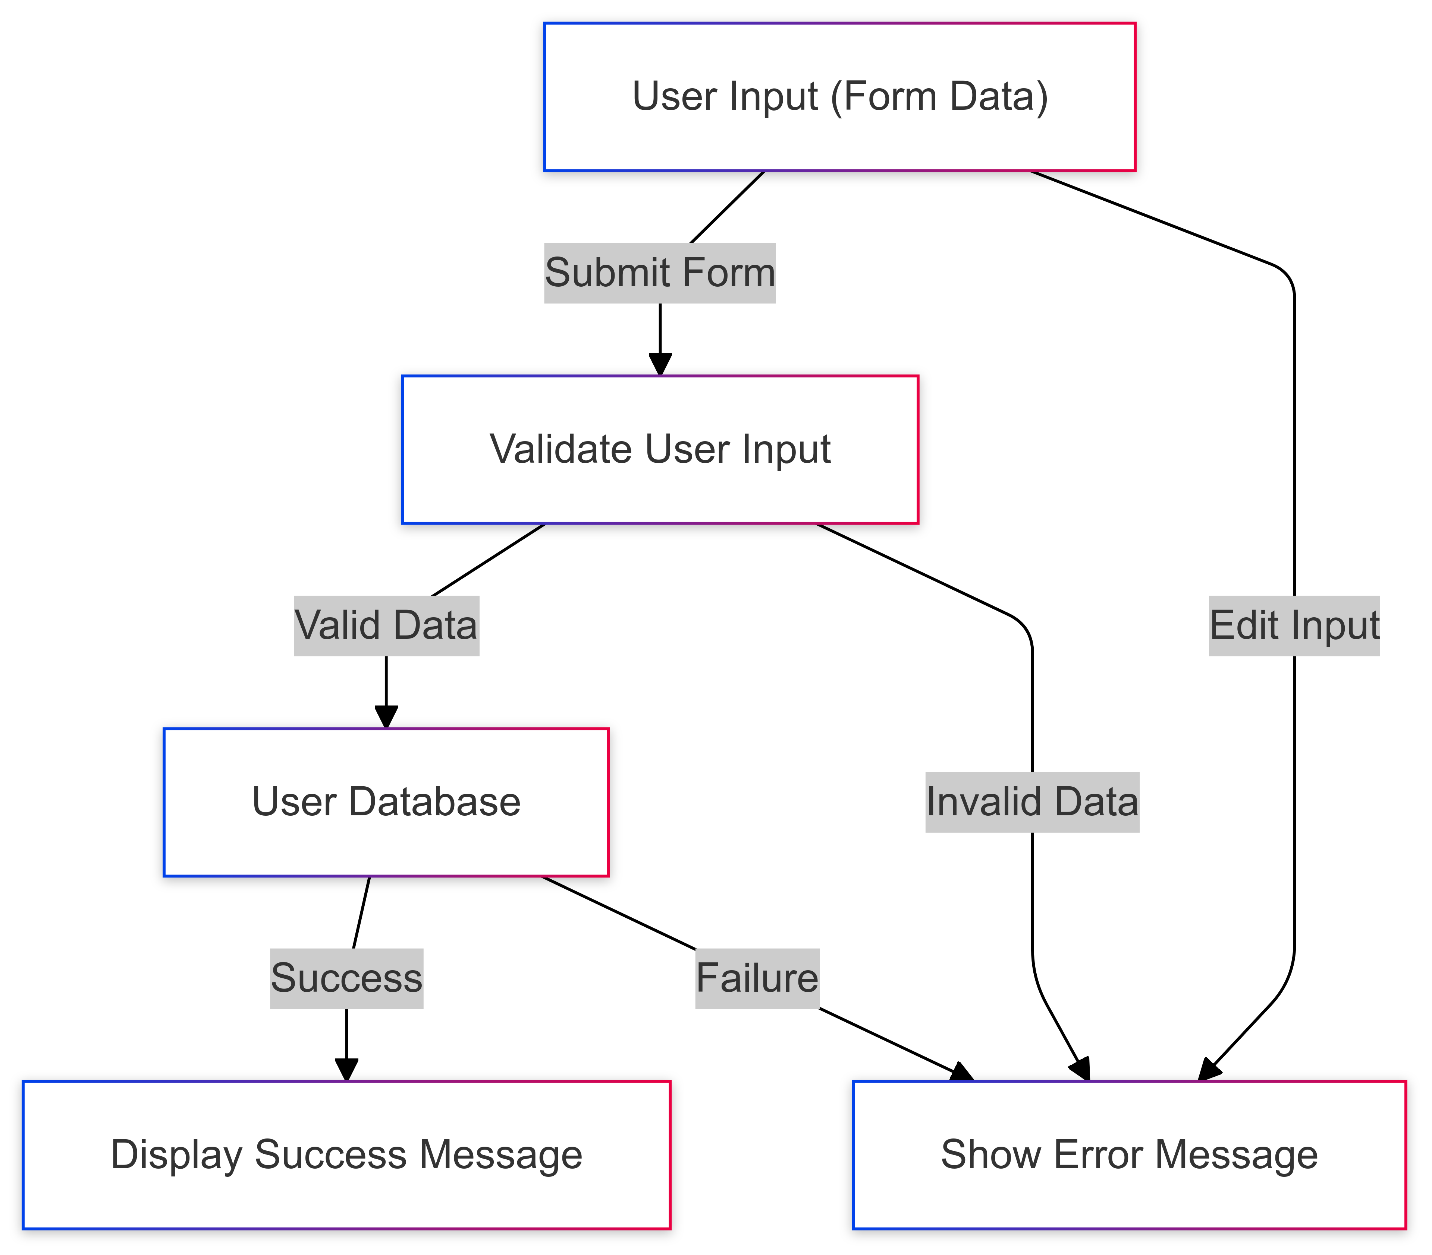 User Input (Form Data)
Submit Form
Validate User Input
Valid Data
Edit Input
User Database
Invalid Data
Success
Failure
Display Success Message
Show Error Message